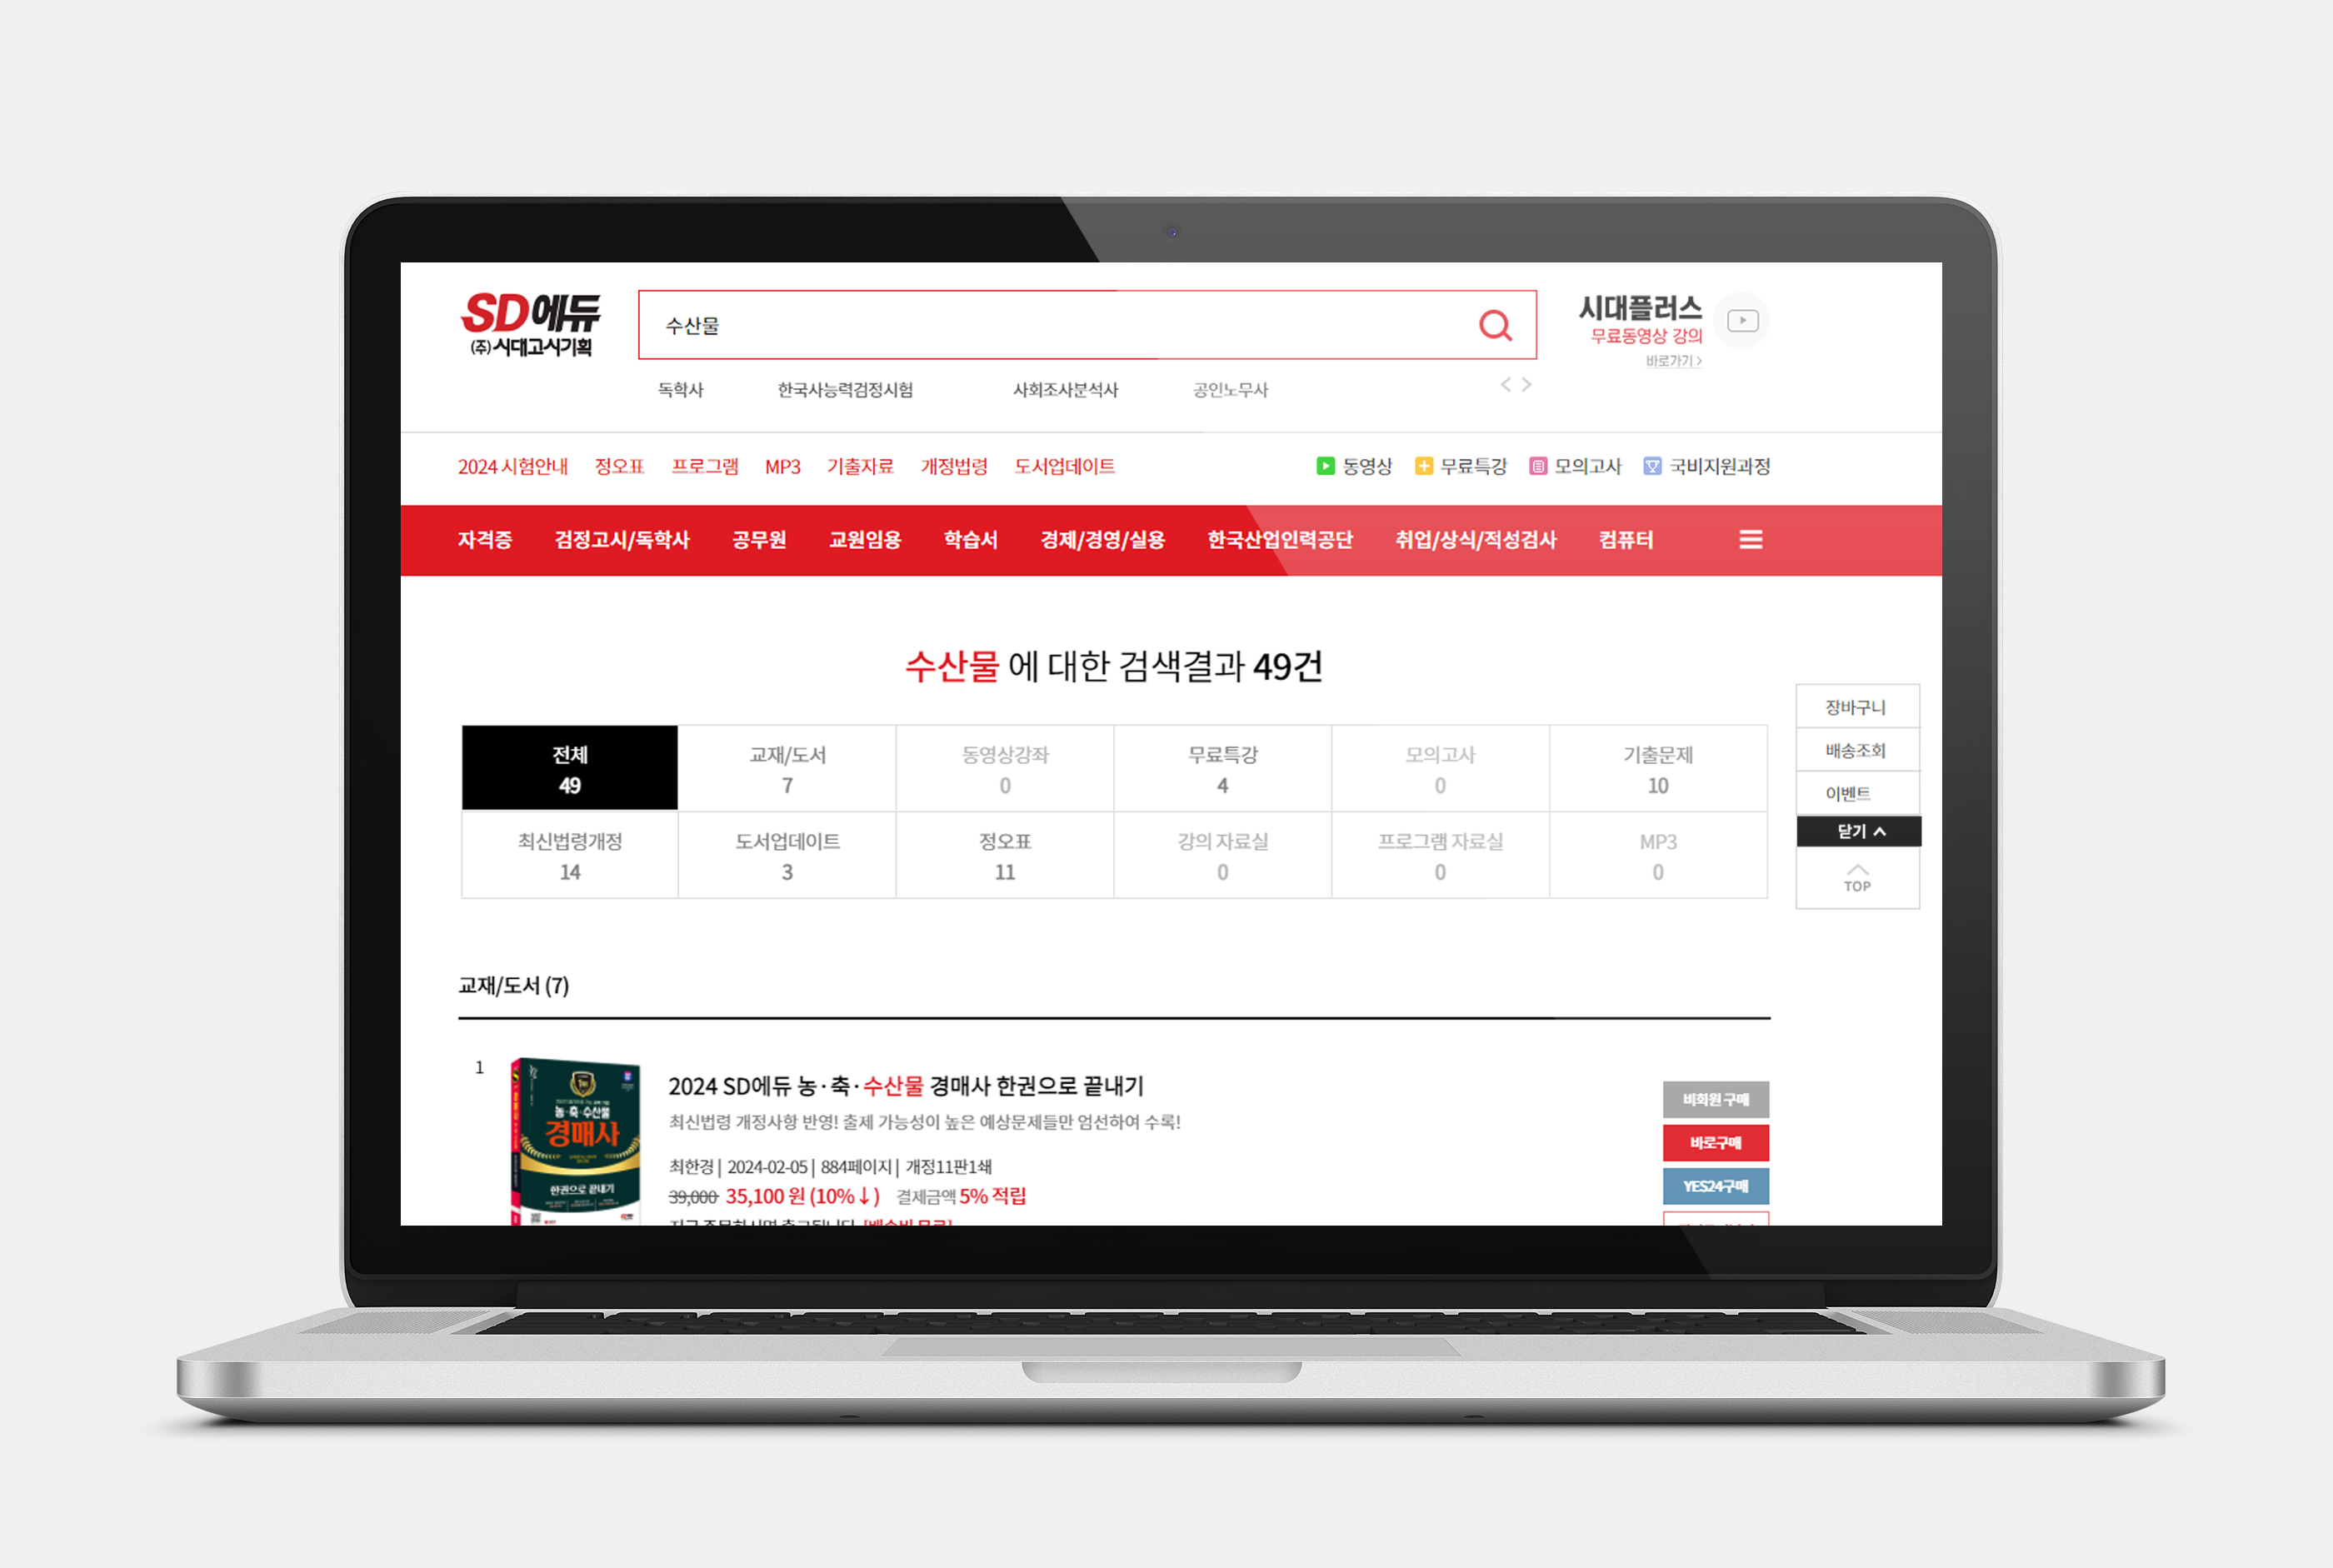 SD에듀
(주)시대고시기획
수산물
시대플러스
무료동영상 강의
바로가기 >
독학사 한국사능력검정시험 사회조사분석사 공인노무사
2024 시험안내 정오표 프로그램 MP3 기출자료 개정법령 도서업데이트 동영상 무료특강 모의고사 국비지원과정
자격증 검정고시/독학사 공무원 교원임용 학습서 경제/경영/실용 한국산업인력공단 취업/상식/적성검사 컴퓨터
수산물 에 대한 검색결과 49건
전체 교재/도서 동영상강좌 무료특강 모의고사 기출문제
49 7 0 4 0 10
최신법령개정 도서업데이트 정오표 강의 자료실 프로그램 자료실 MP3
14 3 11 0 0 0
장바구니
배송조회
이벤트
닫기
TOP
교재/도서 (7)
1
농·축·수산물
경매사
한권으로 끝내기
2024 SD에듀 농·축·수산물 경매사 한권으로 끝내기
최신법령 개정사항 반영! 출제 가능성이 높은 예상문제들만 엄선하여 수록!
최한경 | 2024-02-05 | 884페이지 | 개정11판1쇄
39,000 35,100 원 (10%↓) 결제금액 5% 적립
비회원 구매
바로구매
YES24구매